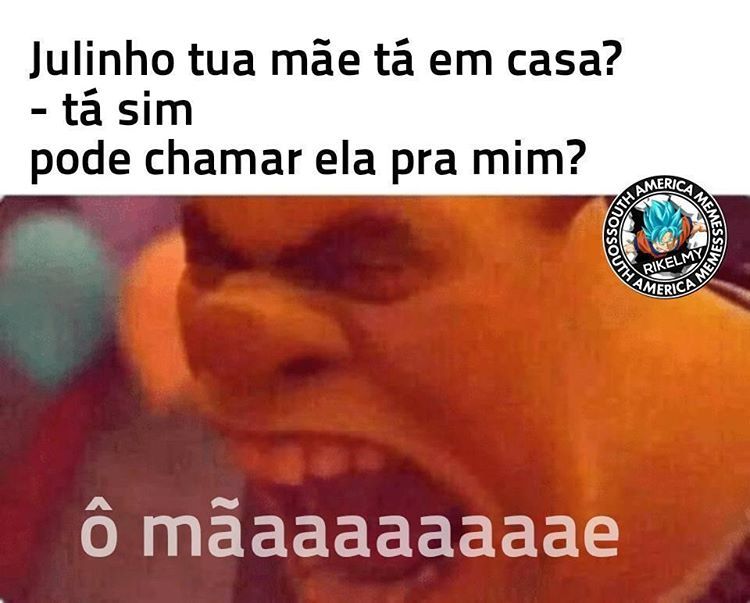 Julinho tua mãe tá em casa?
- tá sim
pode chamar ela pra mim?
SOUTH AMERICA MEMES
RIKELMY
SOUTH AMERICA MEMES
ô mãaaaaaaaaae